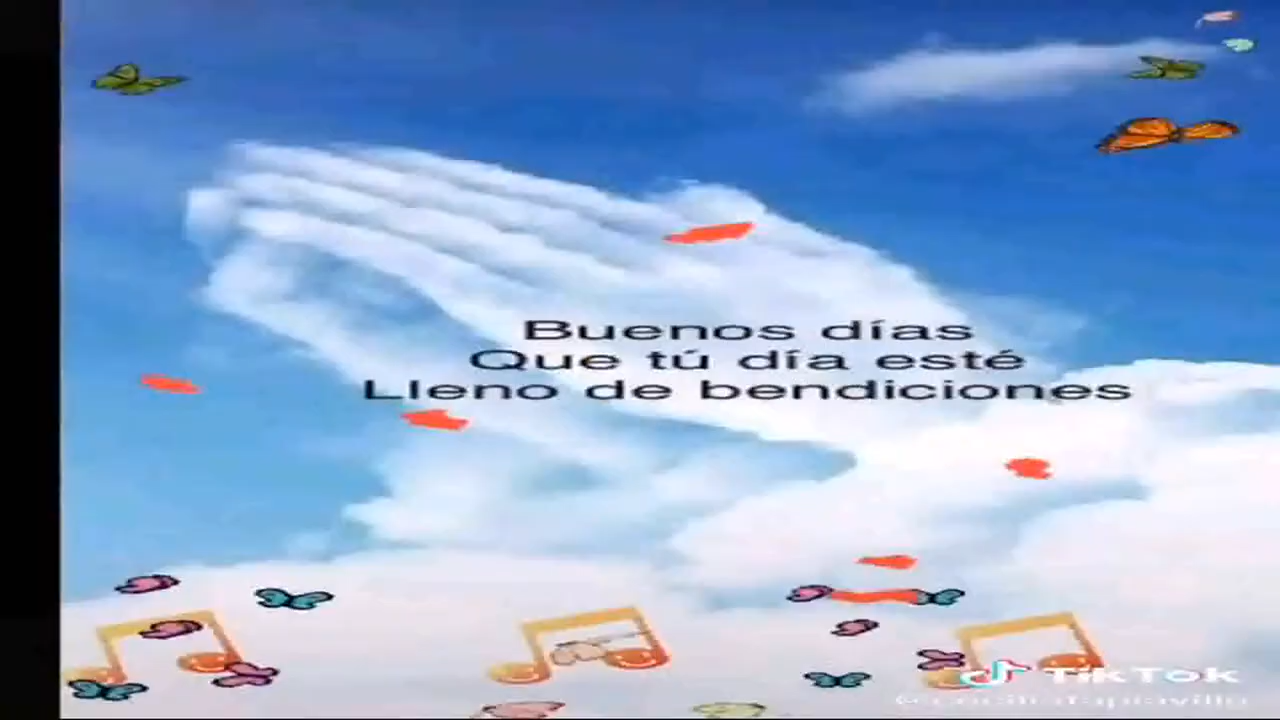 Buenos días
Que tú día esté
Lleno de bendiciones
TikTok